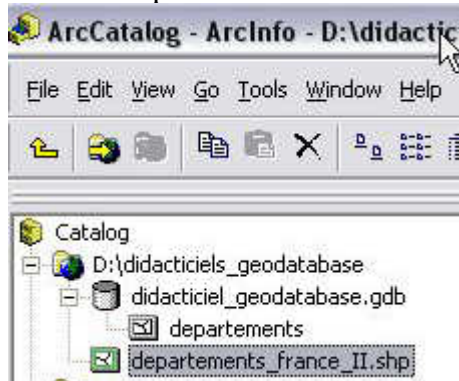 ArcCatalog - ArcInfo - D:\didactic
File Edit View Go Tools Window Help
Catalog
D:\didacticiels_geodatabase
didacticiel_geodatabase.gdb
departements
departements_france_II.shp